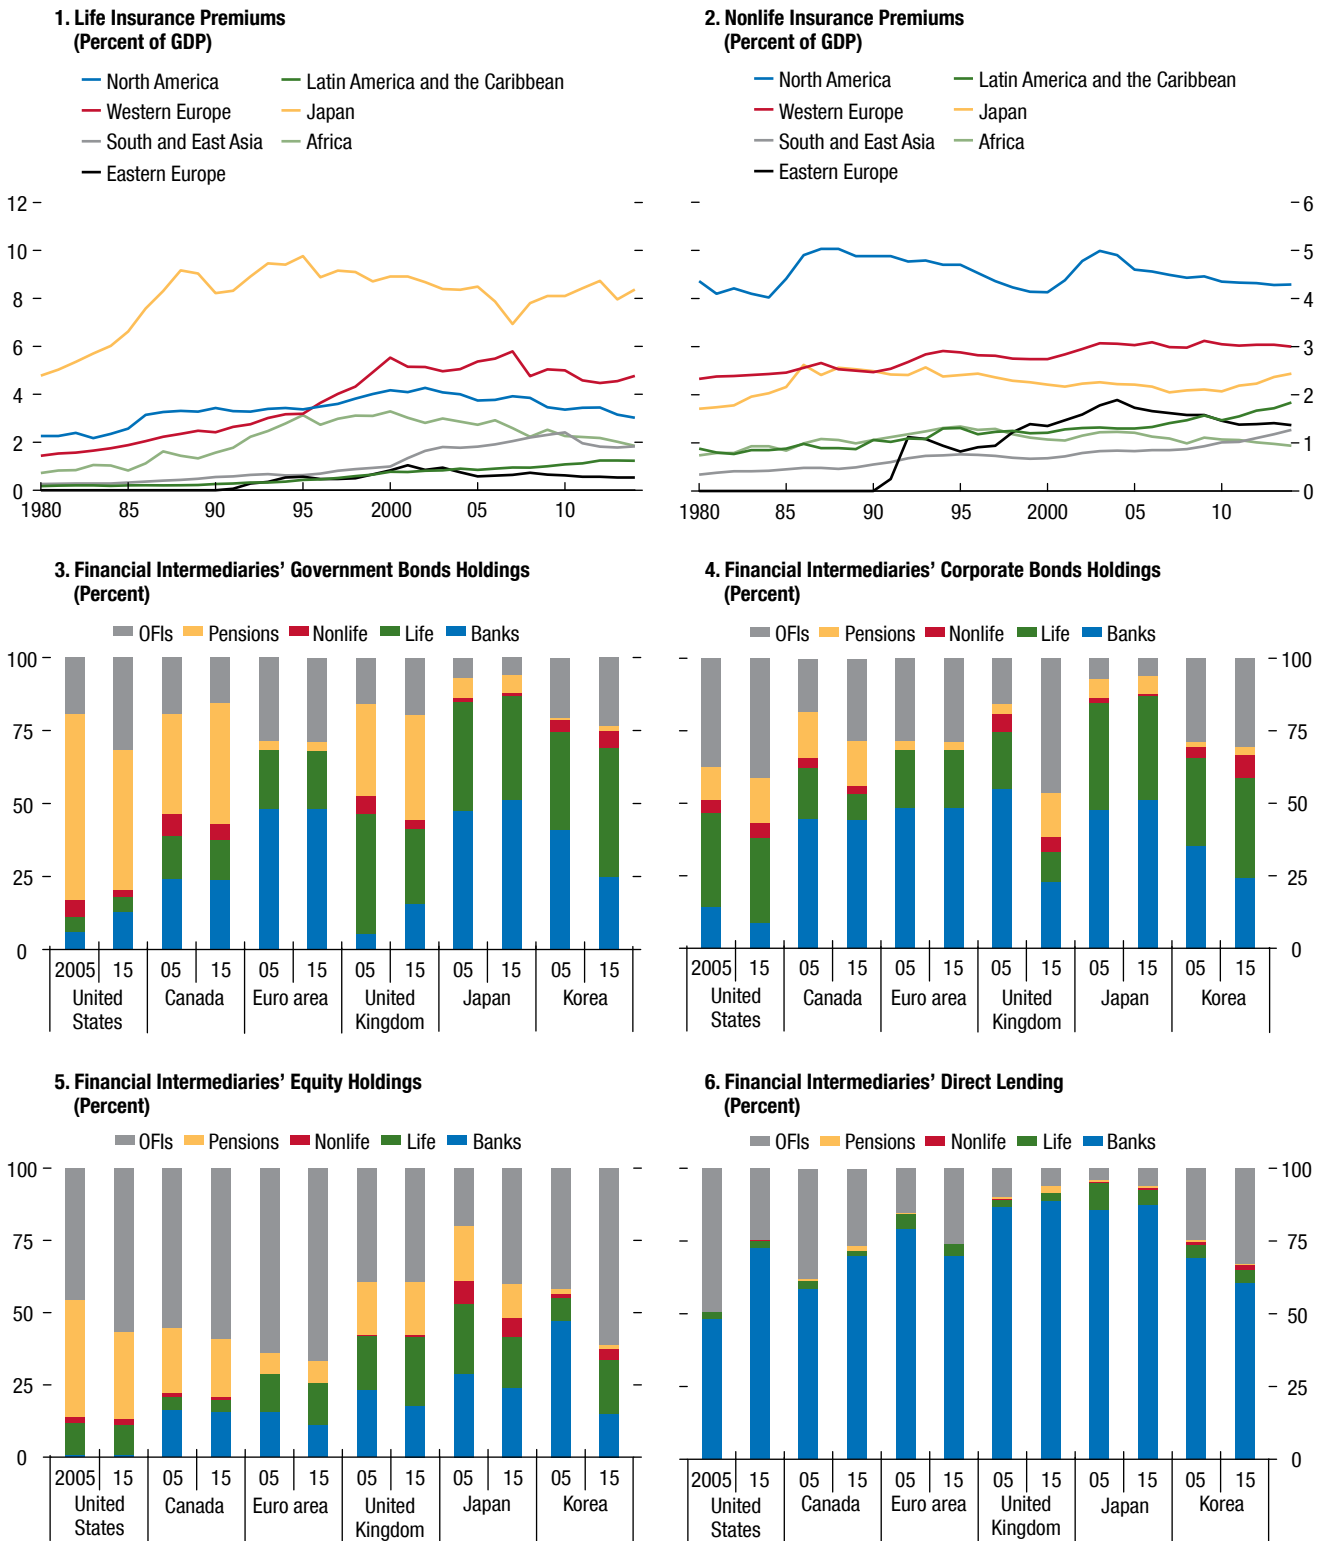 1. Life Insurance Premiums
(Percent of GDP)
North America
Latin America and the Caribbean
Western Europe
Japan
South and East Asia
Africa
Eastern Europe
12
10
8
6
4
2
0
1980 85 90 95 2000 05 10
2. Nonlife Insurance Premiums
(Percent of GDP)
North America
Latin America and the Caribbean
Western Europe
Japan
South and East Asia
Africa
Eastern Europe
6
5
4
3
2
1
0
1980 85 90 95 2000 05 10
3. Financial Intermediaries’ Government Bonds Holdings
(Percent)
OFIs Pensions Nonlife Life Banks
100
75
50
25
0
2005 15 05 15 05 15 05 15 05 15 05 15
United States
Canada
Euro area
United Kingdom
Japan
Korea
4. Financial Intermediaries’ Corporate Bonds Holdings
(Percent)
OFIs Pensions Nonlife Life Banks
100
75
50
25
0
2005 15 05 15 05 15 05 15 05 15 05 15
United States
Canada
Euro area
United Kingdom
Japan
Korea
5. Financial Intermediaries’ Equity Holdings
(Percent)
OFIs Pensions Nonlife Life Banks
100
75
50
25
0
2005 15 05 15 05 15 05 15 05 15 05 15
United States
Canada
Euro area
United Kingdom
Japan
Korea
6. Financial Intermediaries’ Direct Lending
(Percent)
OFIs Pensions Nonlife Life Banks
100
75
50
25
0
2005 15 05 15 05 15 05 15 05 15 05 15
United States
Canada
Euro area
United Kingdom
Japan
Korea